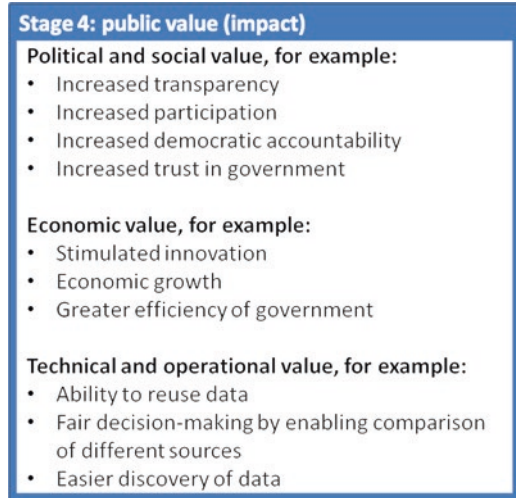 Stage 4: public value (impact)
Political and social value, for example:
• Increased transparency
• Increased participation
• Increased democratic accountability
• Increased trust in government
Economic value, for example:
• Stimulated innovation
• Economic growth
• Greater efficiency of government
Technical and operational value, for example:
• Ability to reuse data
• Fair decision-making by enabling comparison
of different sources
• Easier discovery of data